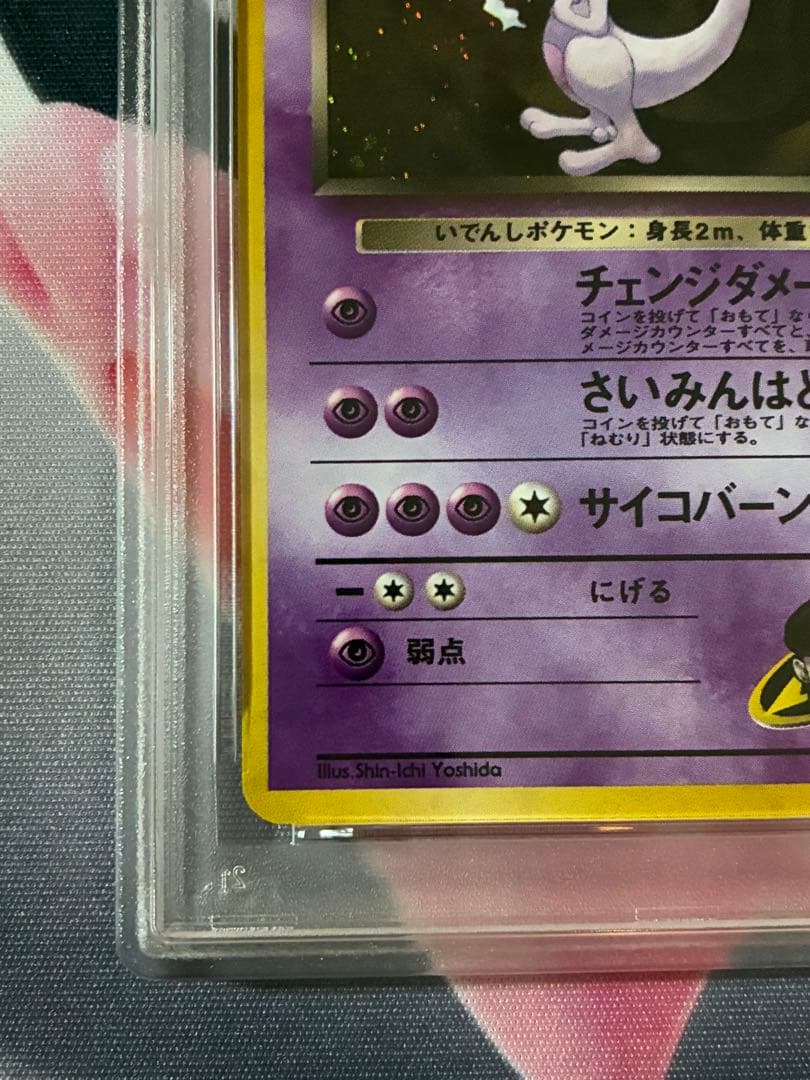 いでんしポケモン：身長2m、体重
チェンジダメー
コインを投げて「おもて」なら
ダメージカウンターすべてと、
メージカウンターすべてを、
さいみんはど
コインを投げて「おもて」な
「ねむり」状態にする。
サイコバーン
にげる
弱点
Illus.Shin-Ichi Yoshida
21